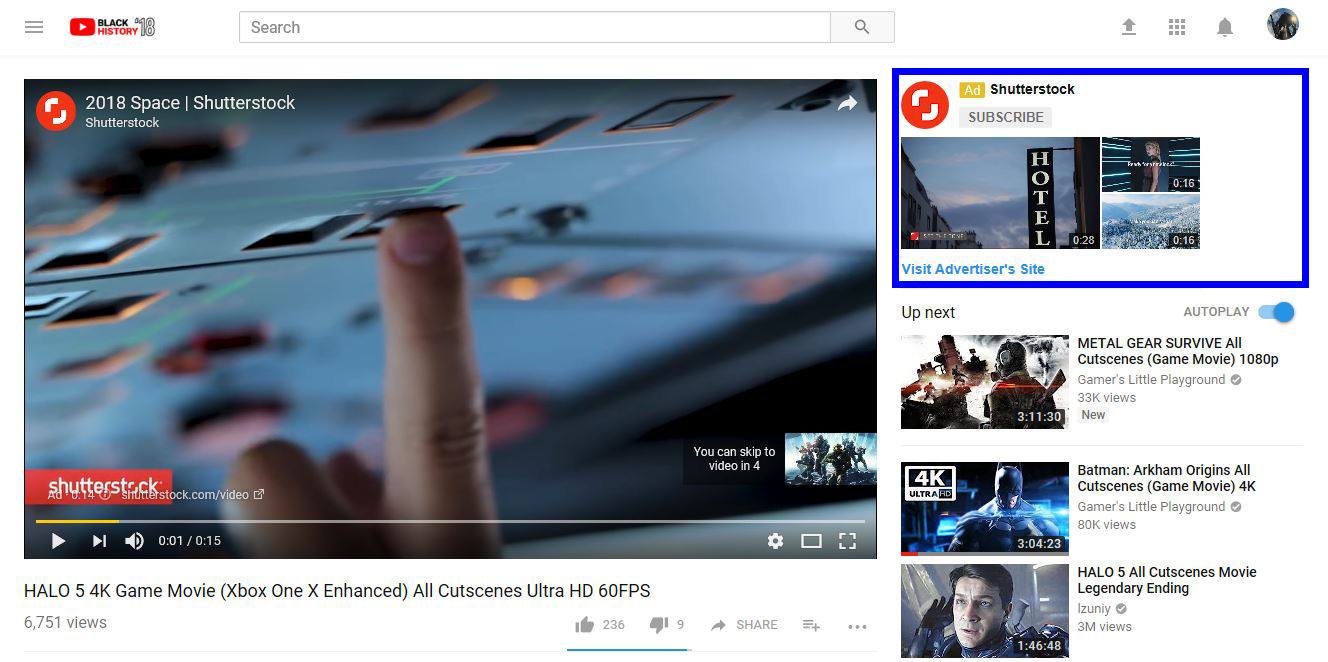 BLACK
HISTORY '18
Search
2018 Space | Shutterstock
Shutterstock
You can skip to
video in 4
shutterstock
Ad · 0:14 shutterstock.com/video
0:01 / 0:15
HALO 5 4K Game Movie (Xbox One X Enhanced) All Cutscenes Ultra HD 60FPS
6,751 views
236
9
SHARE
Ad Shutterstock
SUBSCRIBE
HOTEL
0:28
Ready for a new look?
0:16
0:16
Visit Advertiser's Site
Up next
AUTOPLAY
METAL GEAR SURVIVE All
Cutscenes (Game Movie) 1080p
Gamer's Little Playground
33K views
New
3:11:30
4K
ULTRA HD
3:04:23
Batman: Arkham Origins All
Cutscenes (Game Movie) 4K
Gamer's Little Playground
80K views
1:46:48
HALO 5 All Cutscenes Movie
Legendary Ending
Izuniy
3M views